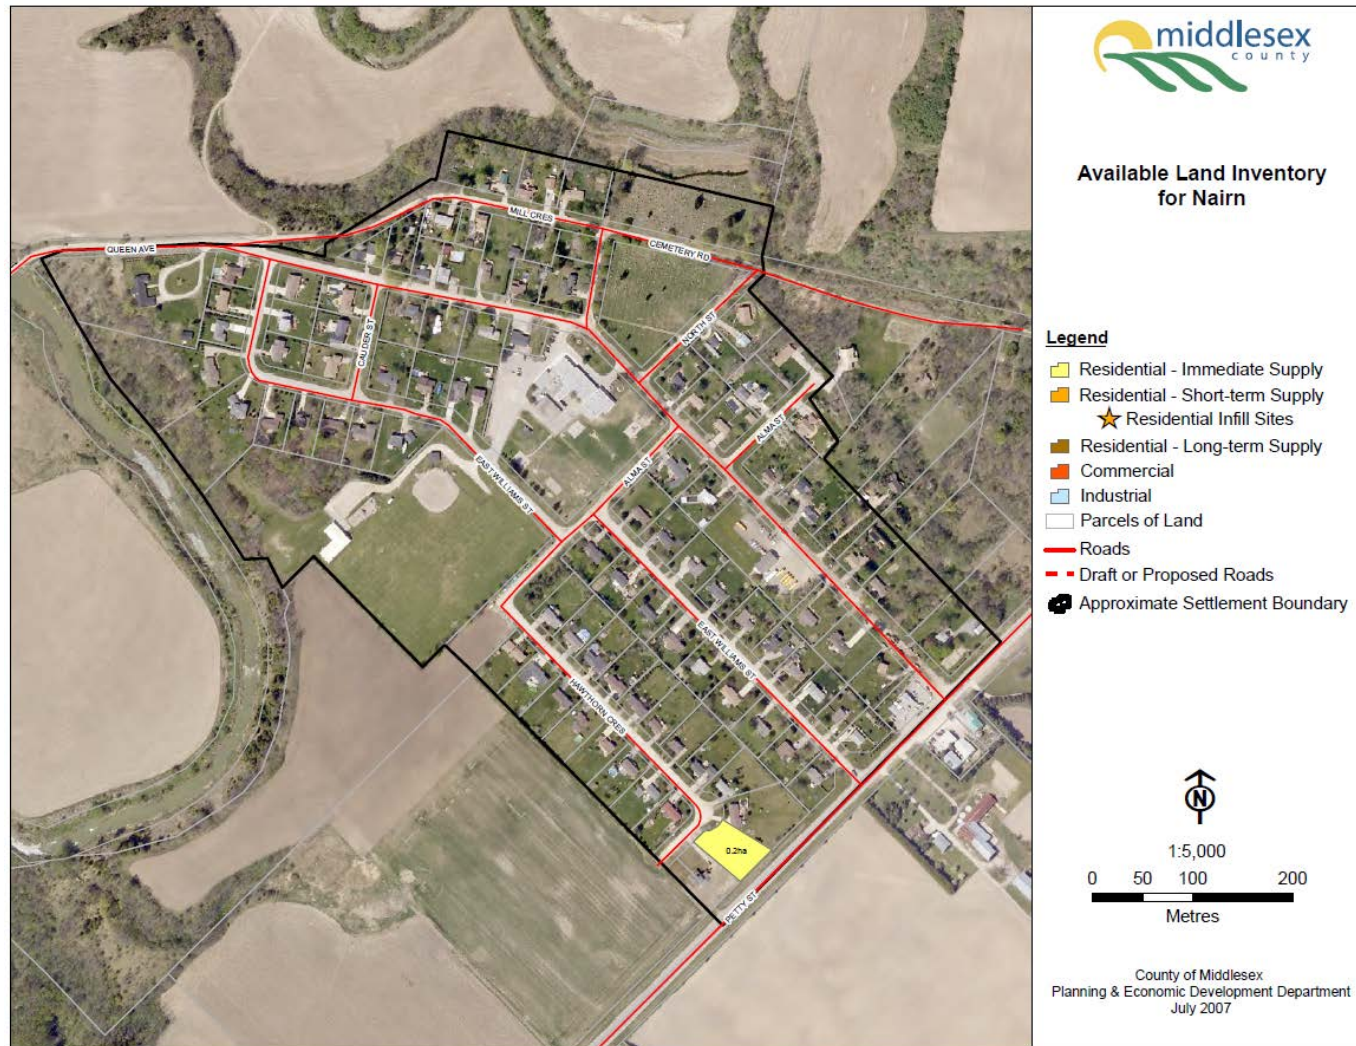 middlesex
county
Available Land Inventory
for Nairn
Legend
Residential - Immediate Supply
Residential - Short-term Supply
Residential Infill Sites
Residential - Long-term Supply
Commercial
Industrial
Parcels of Land
Roads
Draft or Proposed Roads
Approximate Settlement Boundary
N
1:5,000
0 50 100 200
Metres
County of Middlesex
Planning & Economic Development Department
July 2007
QUEEN AVE
MILL CRES
CEMETERY RD
NORTH ST
CAUDER ST
ALMA ST
ALMA ST
EAST WILLIAMS ST
EAST WILLIAMS ST
HAWTHORN CRES
0.2ha
PETTY ST